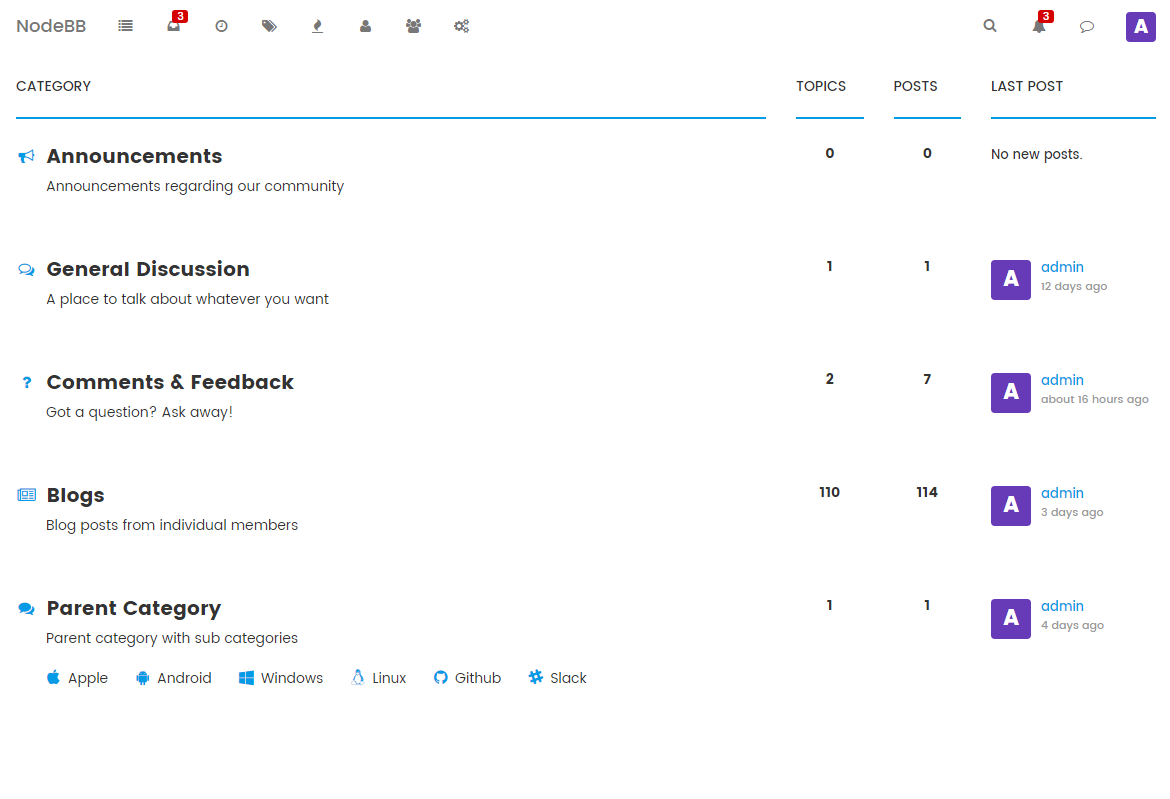 NodeBB 3 3 A
CATEGORY TOPICS POSTS LAST POST
Announcements 0 0 No new posts.
Announcements regarding our community
General Discussion 1 1 A admin
A place to talk about whatever you want 12 days ago
? Comments & Feedback 2 7 A admin
Got a question? Ask away! about 16 hours ago
Blogs 110 114 A admin
Blog posts from individual members 3 days ago
Parent Category 1 1 A admin
Parent category with sub categories 4 days ago
Apple Android Windows Linux Github Slack